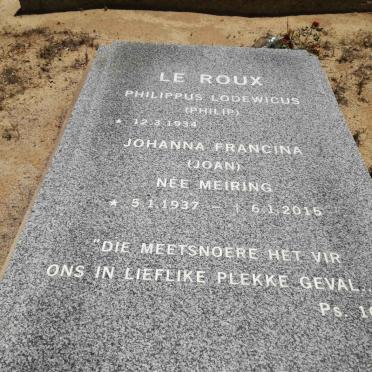 LE ROUX
PHILIPPUS LODEWICUS
(PHILIP)
* 12.3.1934
JOHANNA FRANCINA
(JOAN)
NÉE MEIRING
* 5.1.1937 – † 6.1.2015
"DIE MEETSNOERE HET VIR
ONS IN LIEFLIKE PLEKKE GEVAL...
Ps.